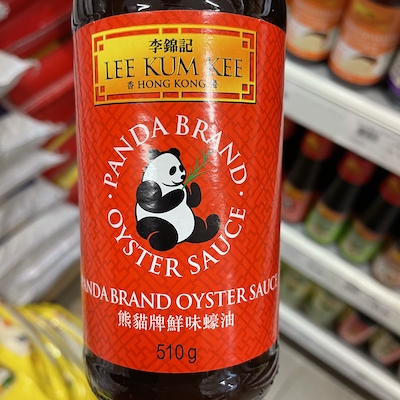 李錦記
LEE KUM KEE
香 HONG KONG 港
PANDA BRAND
OYSTER SAUCE
PANDA BRAND OYSTER SAUCE
熊貓牌鮮味蠔油
510g